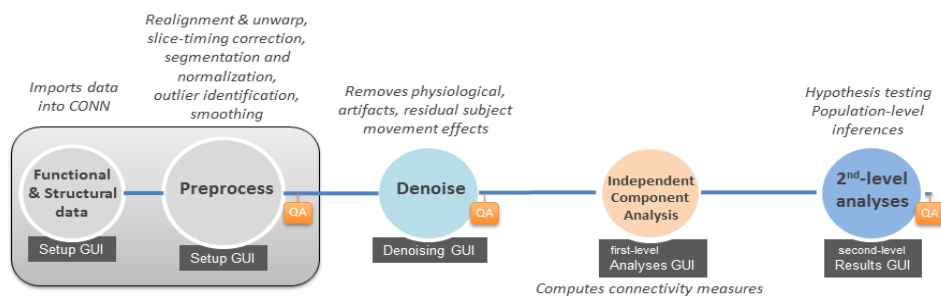 Imports data
into CONN
Functional
& Structural
data
Setup GUI
Realignment & unwarp,
slice-timing correction,
segmentation and
normalization,
outlier identification,
smoothing
Preprocess
QA
Setup GUI
Removes physiological,
artifacts, residual subject
movement effects
Denoise
QA
Denoising GUI
Independent
Component
Analysis
first-level
Analyses GUI
Computes connectivity measures
Hypothesis testing
Population-level
inferences
2nd-level
analyses
QA
second-level
Results GUI